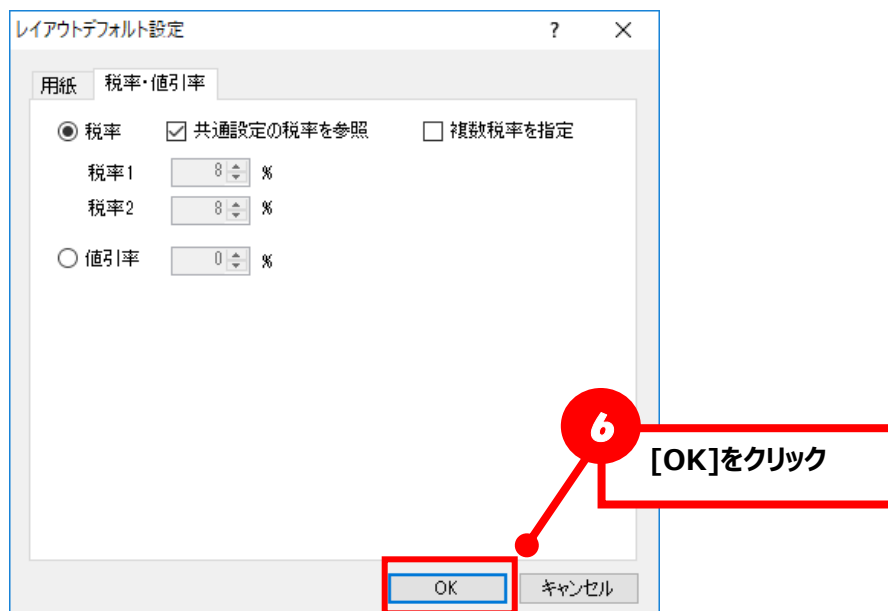 レイアウトデフォルト設定 ? ×
用紙 税率・値引率
税率 共通設定の税率を参照 複数税率を指定
税率1 8 %
税率2 8 %
値引率 0 %
6
[OK]をクリック
OK キャンセル